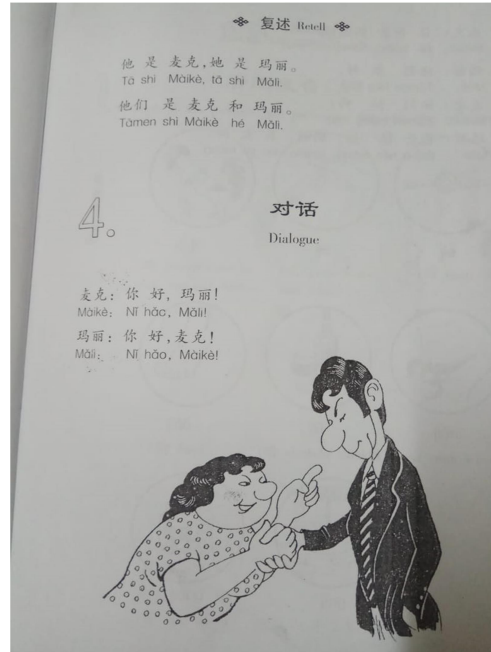 复述 Retell
他 是 麦克,她 是 玛丽。
Tā shì Màikè, tā shì Mǎlì.
他们 是 麦克 和 玛丽。
Tāmen shì Màikè hé Mǎlì.
4. 对话
Dialogue
麦克: 你 好, 玛丽!
Màikè: Nǐ hǎo, Mǎlì!
玛丽: 你 好,麦克!
Mǎlì: Nǐ hǎo, Màikè!